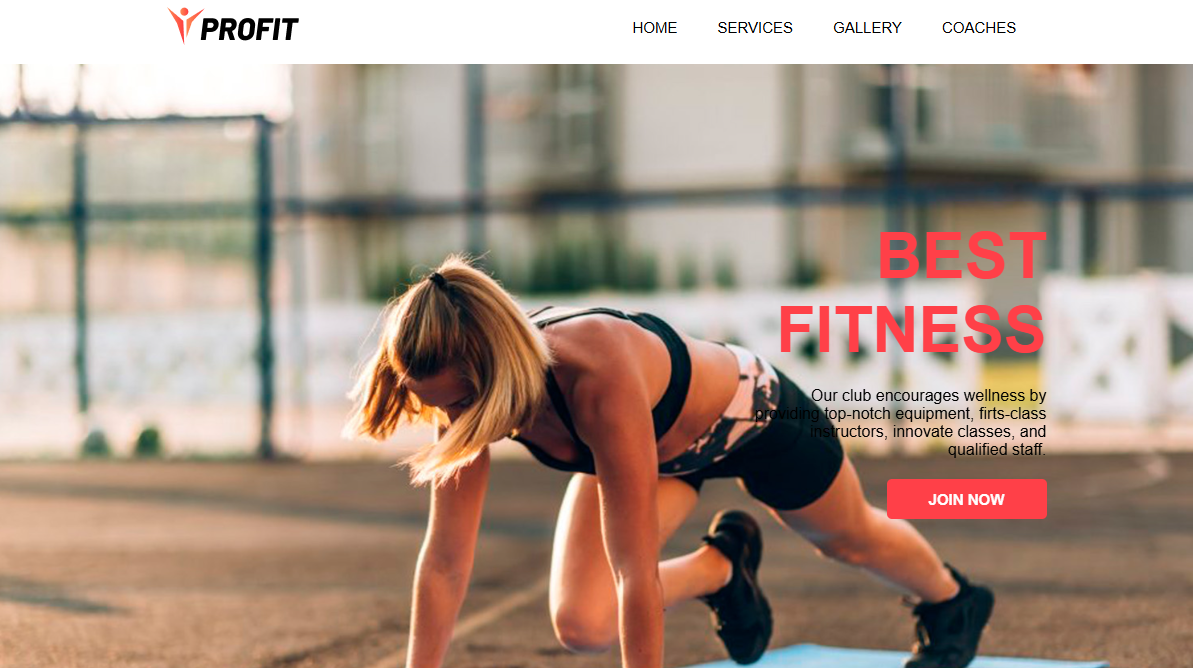 PROFIT
HOME SERVICES GALLERY COACHES
BEST
FITNESS
Our club encourages wellness by
providing top-notch equipment, firts-class
instructors, innovate classes, and
qualified staff.
JOIN NOW